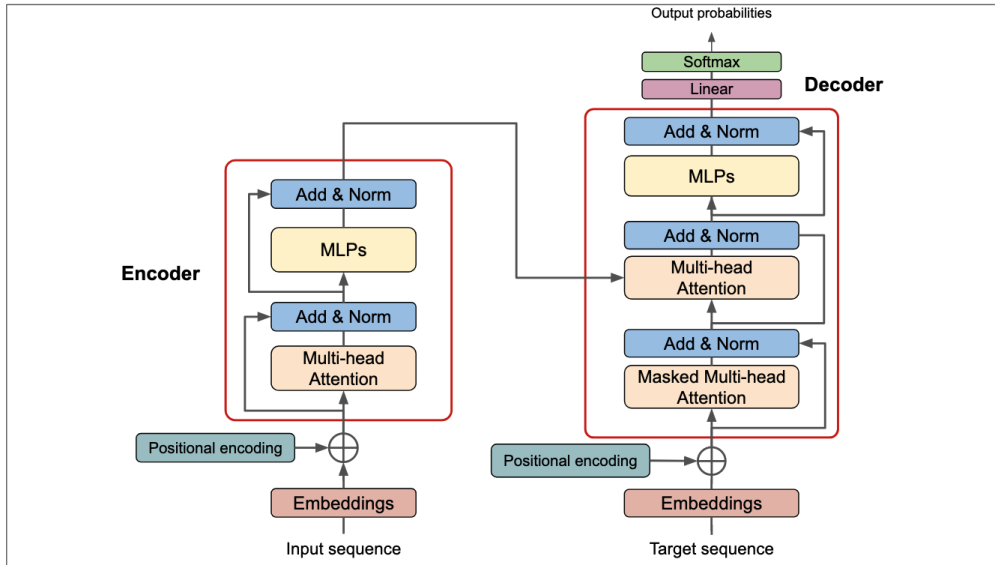 Output probabilities
Softmax
Linear
Decoder
Add & Norm
MLPs
Add & Norm
Multi-head
Attention
Add & Norm
Masked Multi-head
Attention
Positional encoding
Embeddings
Target sequence
Encoder
Add & Norm
MLPs
Add & Norm
Multi-head
Attention
Positional encoding
Embeddings
Input sequence